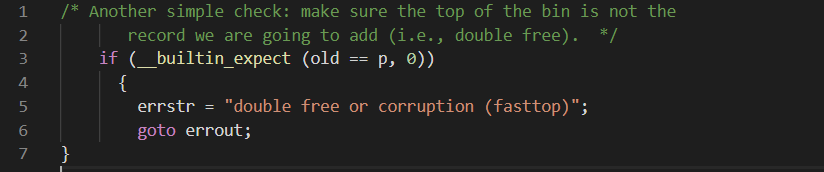 1 /* Another simple check: make sure the top of the bin is not the
2 record we are going to add (i.e., double free).  */
3 if (__builtin_expect (old == p, 0))
4 {
5 errstr = "double free or corruption (fasttop)";
6 goto errout;
7 }